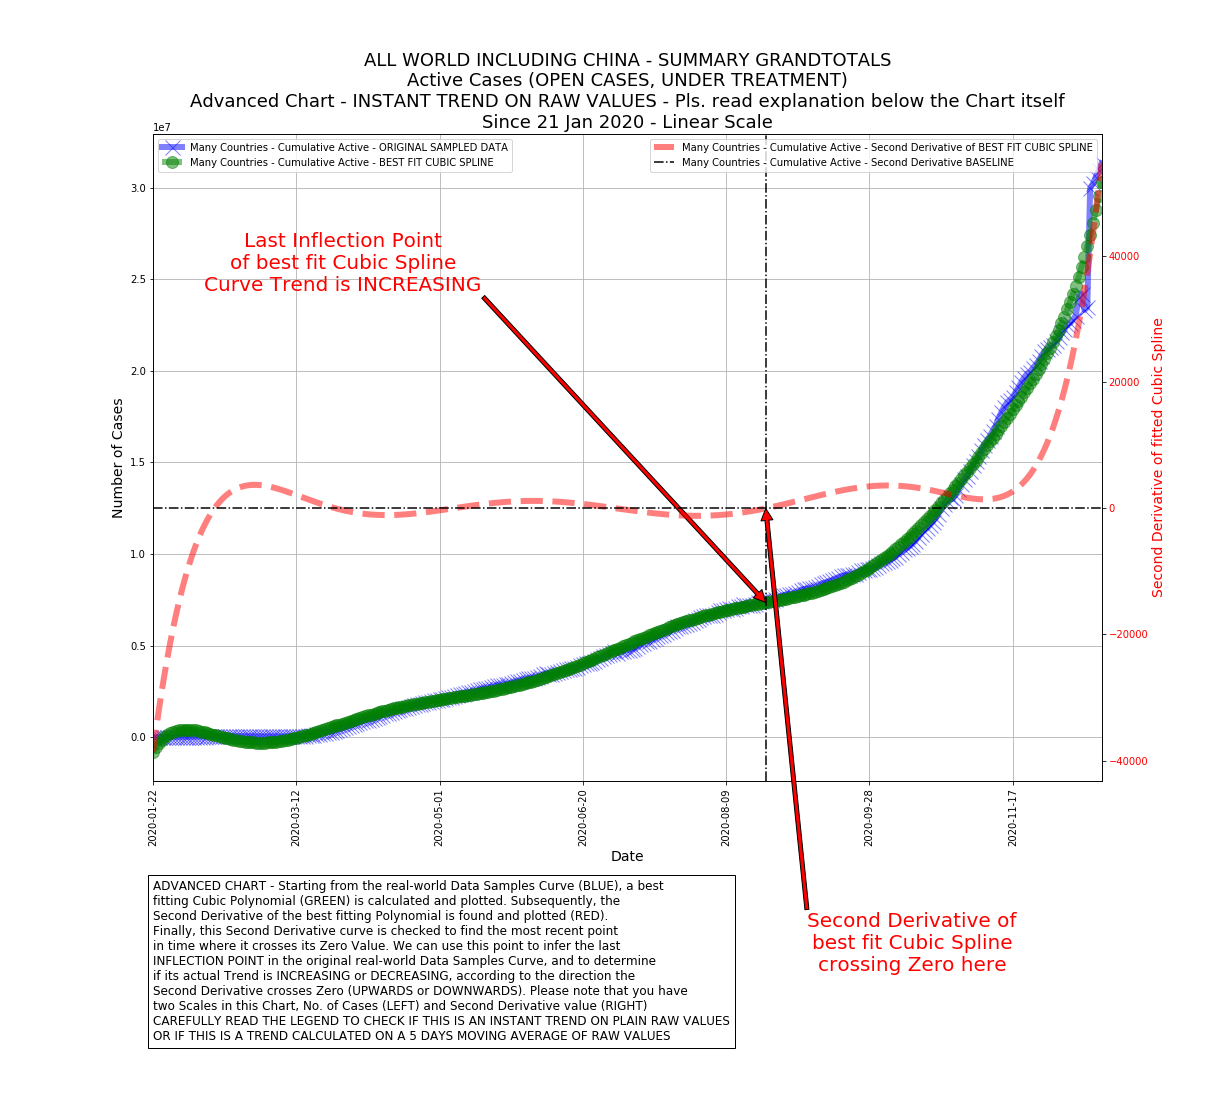 ALL WORLD INCLUDING CHINA - SUMMARY GRANDTOTALS
Active Cases (OPEN CASES, UNDER TREATMENT)
Advanced Chart - INSTANT TREND ON RAW VALUES - Pls. read explanation below the Chart itself
Since 21 Jan 2020 - Linear Scale
1e7
Many Countries - Cumulative Active - ORIGINAL SAMPLED DATA
Many Countries - Cumulative Active - BEST FIT CUBIC SPLINE
Many Countries - Cumulative Active - Second Derivative of BEST FIT CUBIC SPLINE
Many Countries - Cumulative Active - Second Derivative BASELINE
Last Inflection Point
of best fit Cubic Spline
Curve Trend is INCREASING
Number of Cases
3.0
2.5
2.0
1.5
1.0
0.5
0.0
40000
20000
0
−20000
−40000
Second Derivative of fitted Cubic Spline
2020-01-22
2020-03-12
2020-05-01
2020-06-20
2020-08-09
2020-09-28
2020-11-17
Date
ADVANCED CHART - Starting from the real-world Data Samples Curve (BLUE), a best
fitting Cubic Polynomial (GREEN) is calculated and plotted. Subsequently, the
Second Derivative of the best fitting Polynomial is found and plotted (RED).
Finally, this Second Derivative curve is checked to find the most recent point
in time where it crosses its Zero Value. We can use this point to infer the last
INFLECTION POINT in the original real-world Data Samples Curve, and to determine
if its actual Trend is INCREASING or DECREASING, according to the direction the
Second Derivative crosses Zero (UPWARDS or DOWNWARDS). Please note that you have
two Scales in this Chart, No. of Cases (LEFT) and Second Derivative value (RIGHT)
CAREFULLY READ THE LEGEND TO CHECK IF THIS IS AN INSTANT TREND ON PLAIN RAW VALUES
OR IF THIS IS A TREND CALCULATED ON A 5 DAYS MOVING AVERAGE OF RAW VALUES
Second Derivative of
best fit Cubic Spline
crossing Zero here